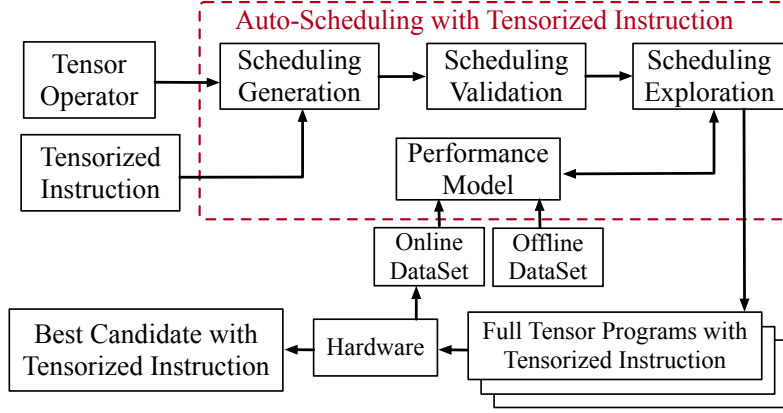 Auto-Scheduling with Tensorized Instruction
Tensor
Operator
Scheduling
Generation
Scheduling
Validation
Scheduling
Exploration
Tensorized
Instruction
Performance
Model
Online
DataSet
Offline
DataSet
Best Candidate with
Tensorized Instruction
Hardware
Full Tensor Programs with
Tensorized Instruction